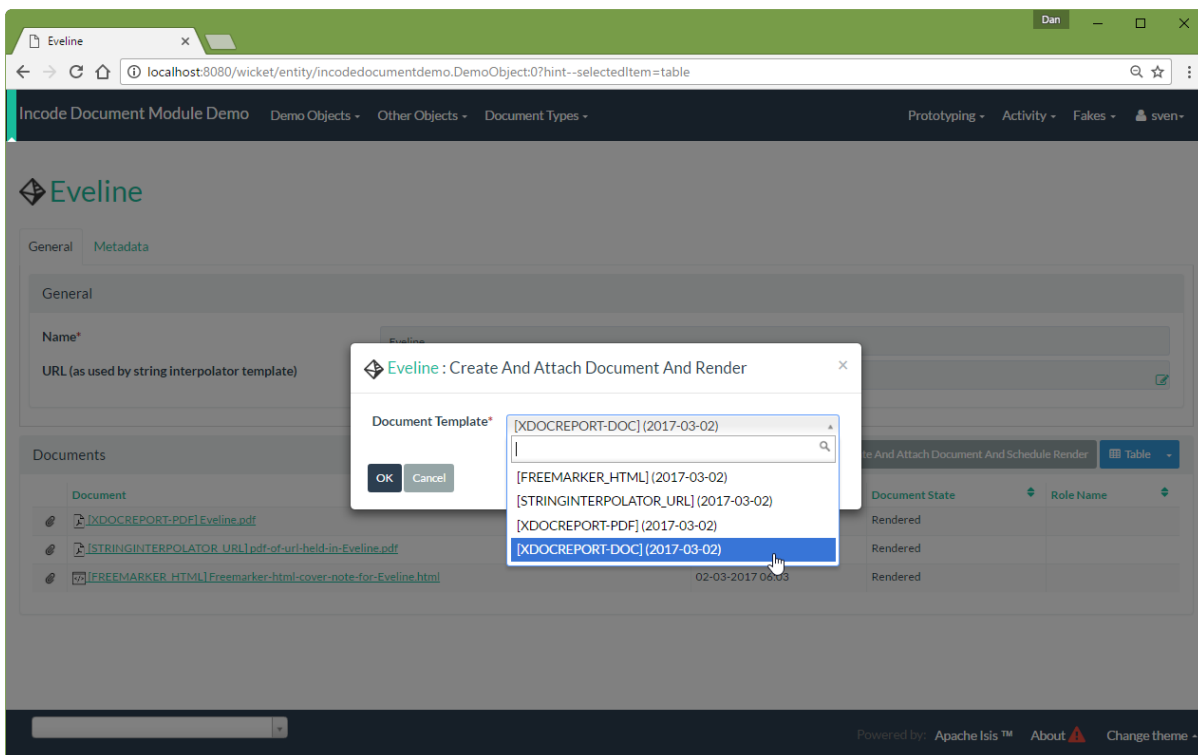 Dan
Eveline
localhost:8080/wicket/entity/incodedocumentdemo.DemoObject:0?hint--selectedItem=table
Incode Document Module Demo Demo Objects Other Objects Document Types Prototyping Activity Fakes sven
Eveline
General Metadata
General
Name* Eveline
URL (as used by string interpolator template)
Eveline : Create And Attach Document And Render ×
Document Template* [XDOCREPORT-DOC] (2017-03-02)
[FREEMARKER_HTML] (2017-03-02)
[STRINGINTERPOLATOR_URL] (2017-03-02)
[XDOCREPORT-PDF] (2017-03-02)
[XDOCREPORT-DOC] (2017-03-02)
OK Cancel
Documents And Attach Document And Schedule Render Table
Document Document State Role Name
[XDOCREPORT-PDF] Eveline.pdf Rendered
[STRINGINTERPOLATOR_URL] pdf-of-url-held-in-Eveline.pdf Rendered
[FREEMARKER_HTML] Freemarker-html-cover-note-for-Eveline.html 02-03-2017 06:03 Rendered
Powered by: Apache Isis ™ About Change theme